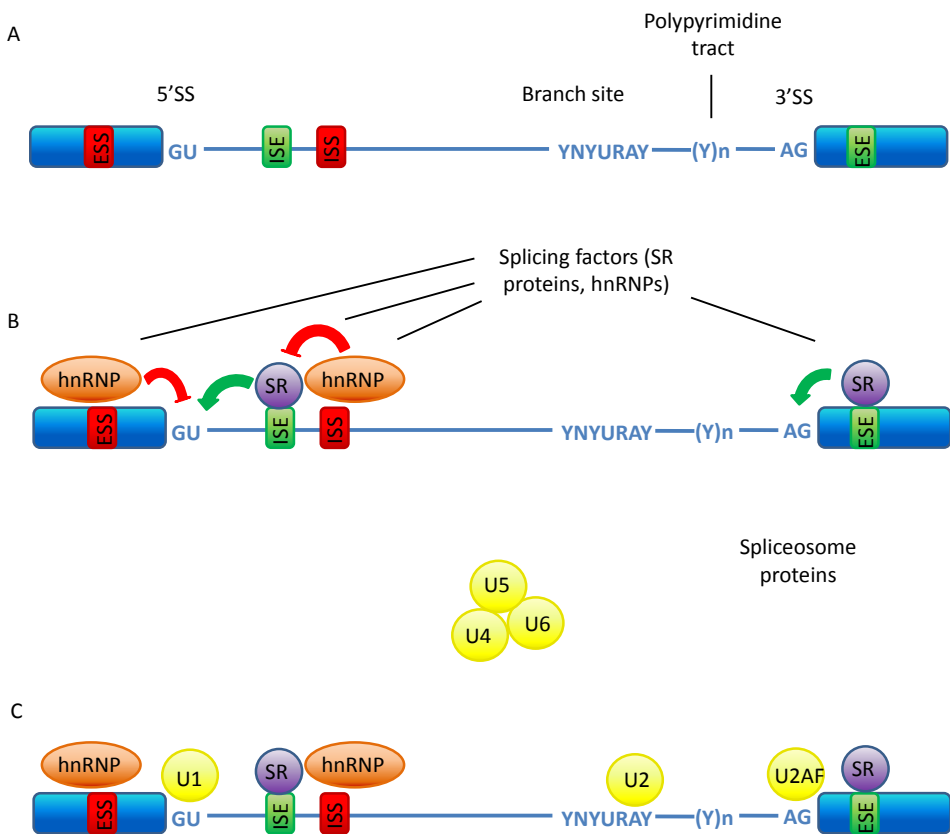 A
Polypyrimidine
tract
5'SS
Branch site
3'SS
ESS
GU
ISE
ISS
YNYURAY
(Y)n
AG
ESE
Splicing factors (SR
proteins, hnRNPs)
B
hnRNP
SR
hnRNP
SR
ESS
GU
ISE
ISS
YNYURAY
(Y)n
AG
ESE
Spliceosome
proteins
U5
U4
U6
C
hnRNP
U1
SR
hnRNP
U2
U2AF
SR
ESS
GU
ISE
ISS
YNYURAY
(Y)n
AG
ESE